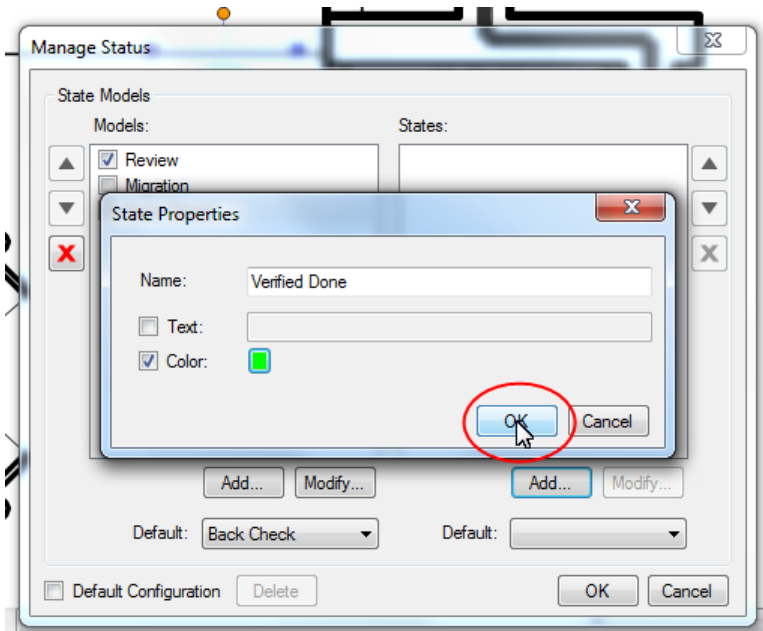 Manage Status
State Models
Models: States:
Review
Migration
State Properties
Name: Verified Done
Text:
Color:
OK Cancel
Add... Modify... Add... Modify...
Default: Back Check Default:
Default Configuration Delete OK Cancel